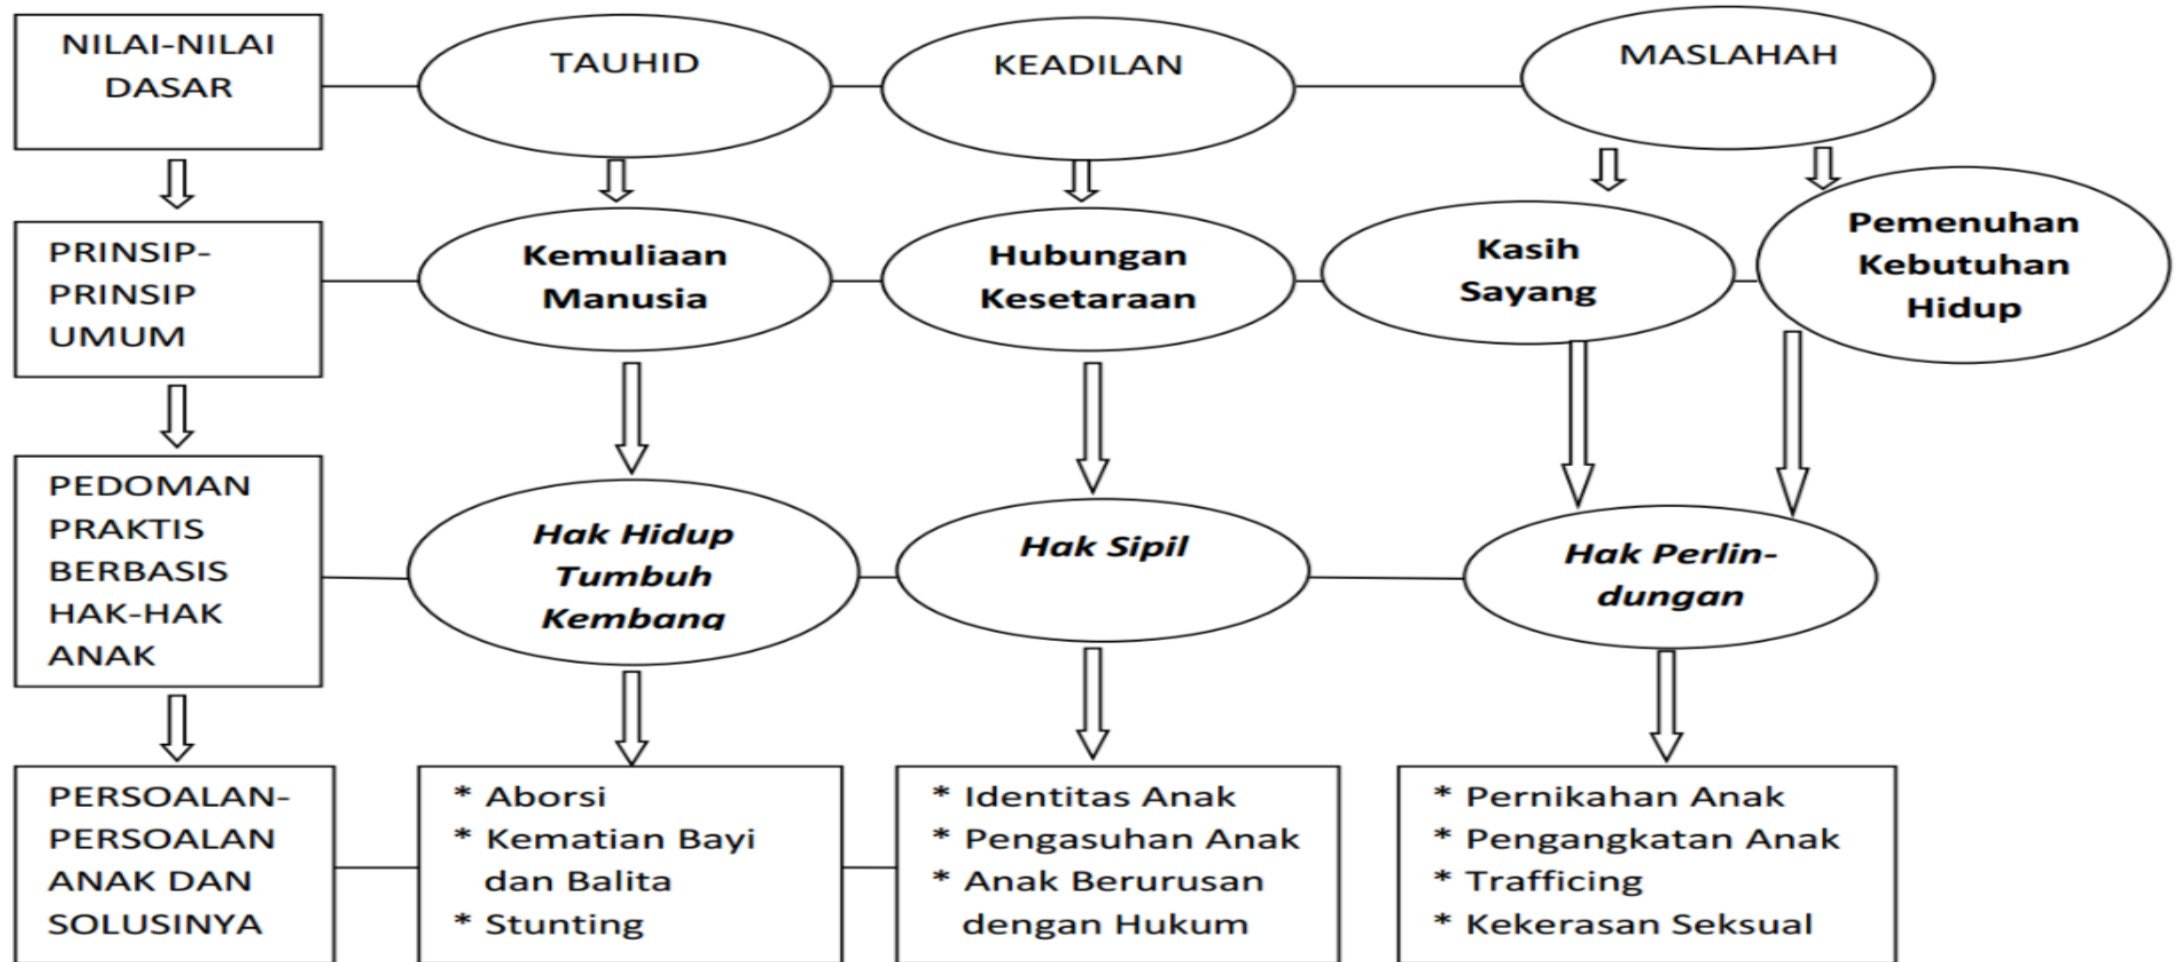 NILAI-NILAI
DASAR
TAUHID
KEADILAN
MASLAHAH
PRINSIP-
PRINSIP
UMUM
Kemuliaan
Manusia
Hubungan
Kesetaraan
Kasih
Sayang
Pemenuhan
Kebutuhan
Hidup
PEDOMAN
PRAKTIS
BERBASIS
HAK-HAK
ANAK
Hak Hidup
Tumbuh
Kembang
Hak Sipil
Hak Perlin-
dungan
PERSOALAN-
PERSOALAN
ANAK DAN
SOLUSINYA
* Aborsi
* Kematian Bayi
dan Balita
* Stunting
* Identitas Anak
* Pengasuhan Anak
* Anak Berurusan
dengan Hukum
* Pernikahan Anak
* Pengangkatan Anak
* Trafficing
* Kekerasan Seksual